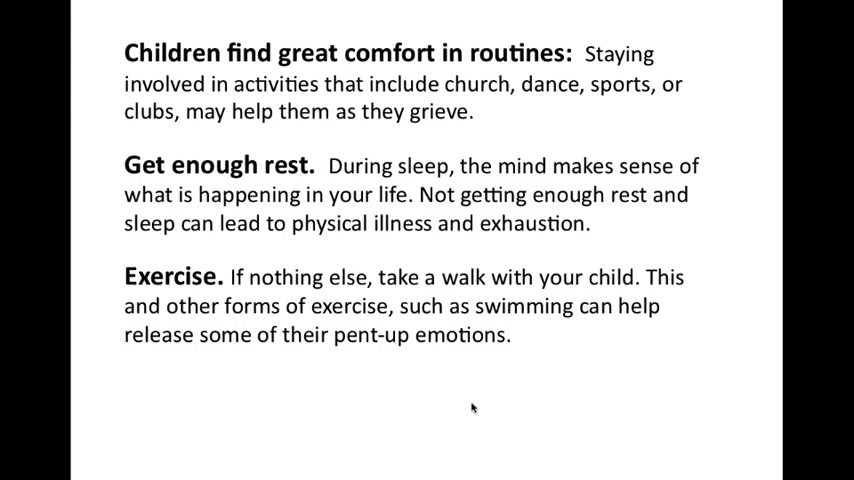 Children find great comfort in routines: Staying
involved in activities that include church, dance, sports, or
clubs, may help them as they grieve.
Get enough rest. During sleep, the mind makes sense of
what is happening in your life. Not getting enough rest and
sleep can lead to physical illness and exhaustion.
Exercise. If nothing else, take a walk with your child. This
and other forms of exercise, such as swimming can help
release some of their pent-up emotions.